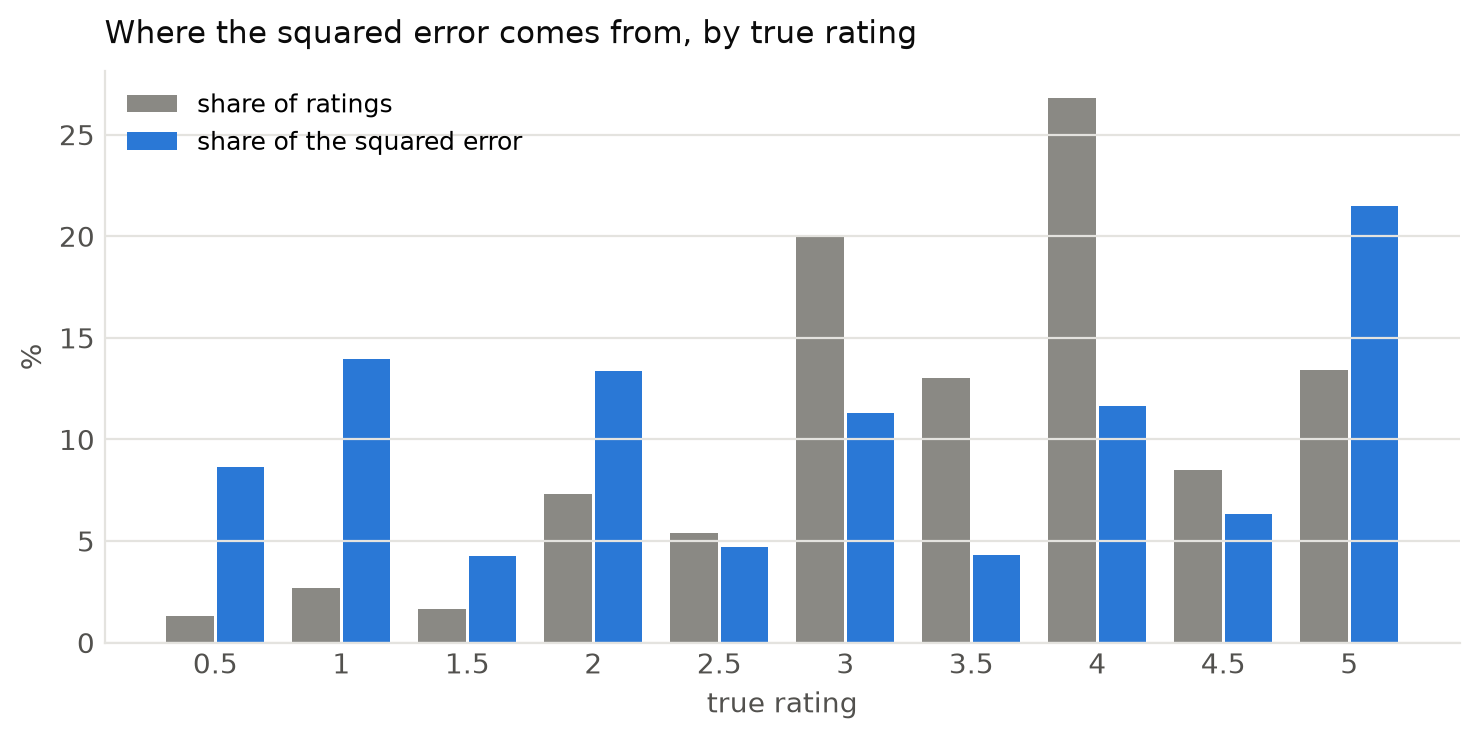 Where the squared error comes from, by true rating
share of ratings
share of the squared error
25
20
15
10
5
0
%
0.5 1 1.5 2 2.5 3 3.5 4 4.5 5
true rating